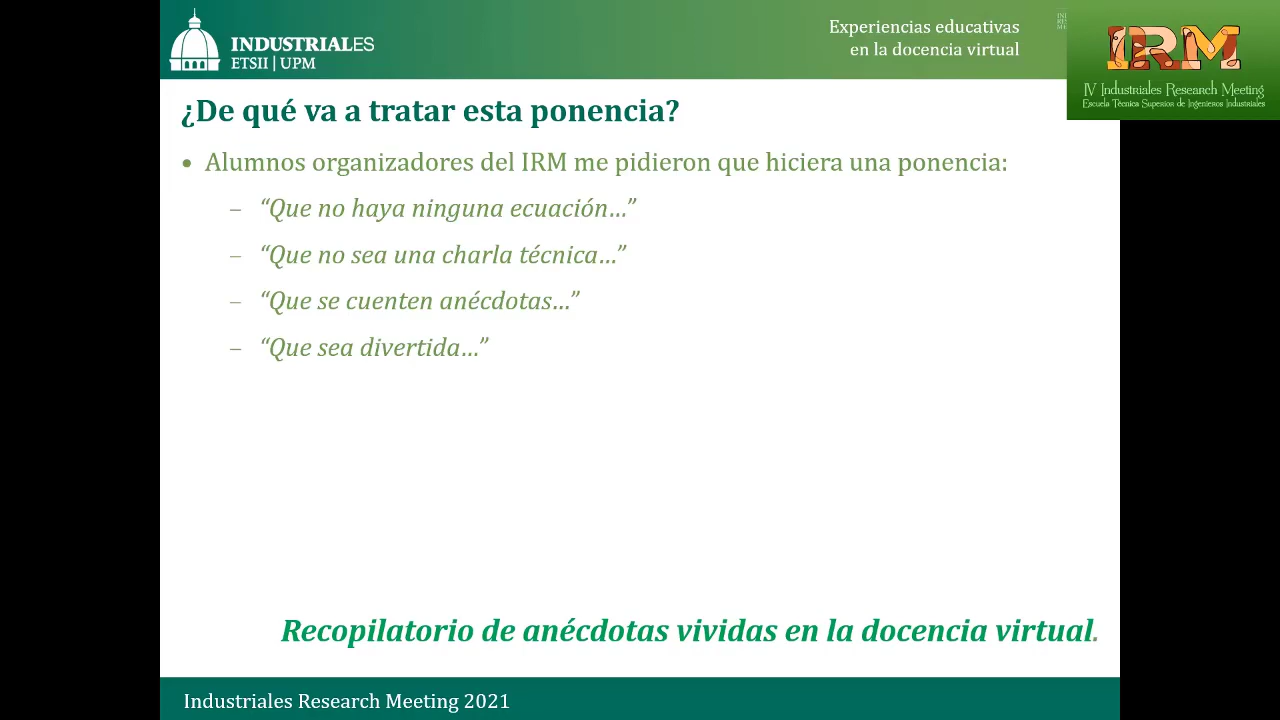 INDUSTRIALES
ETSII | UPM
Experiencias educativas
en la docencia virtual
IRM
IV Industriales Research Meeting
Escuela Técnica Superior de Ingenieros Industriales
¿De qué va a tratar esta ponencia?
• Alumnos organizadores del IRM me pidieron que hiciera una ponencia:
– “Que no haya ninguna ecuación…”
– “Que no sea una charla técnica…”
– “Que se cuenten anécdotas…”
– “Que sea divertida…”
Recopilatorio de anécdotas vividas en la docencia virtual.
Industriales Research Meeting 2021